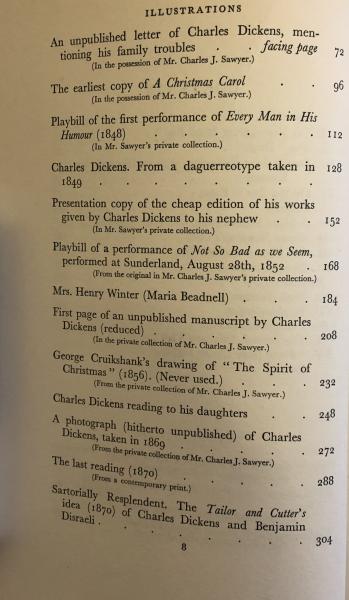 ILLUSTRATIONS
An unpublished letter of Charles Dickens, men-
tioning his family troubles . . facing page 72
(In the possession of Mr. Charles J. Sawyer.)
The earliest copy of A Christmas Carol . . 96
(In the possession of Mr. Charles J. Sawyer.)
Playbill of the first performance of Every Man in His
Humour (1848) . . . . . . 112
(In Mr. Sawyer's private collection.)
Charles Dickens. From a daguerreotype taken in 128
1849 . . . . . . .
Presentation copy of the cheap edition of his works
given by Charles Dickens to his nephew . . 152
(In Mr. Sawyer's private collection.)
Playbill of a performance of Not So Bad as we Seem,
performed at Sunderland, August 28th, 1852 . 168
(From the original in Mr. Charles J. Sawyer's private collection.)
Mrs. Henry Winter (Maria Beadnell) . . . 184
First page of an unpublished manuscript by Charles
Dickens (reduced) . . . . . 208
(In the private collection of Mr. Charles J. Sawyer.)
George Cruikshank's drawing of "The Spirit of
Christmas" (1856). (Never used.) . . . 232
(From the private collection of Mr. Charles J. Sawyer.)
Charles Dickens reading to his daughters . . 248
A photograph (hitherto unpublished) of Charles
Dickens, taken in 1869 . . . . . 272
(From the private collection of Mr. Charles J. Sawyer.)
The last reading (1870) . . . . . 288
(From a contemporary print.)
Sartorially Resplendent. The Tailor and Cutter's
idea (1870) of Charles Dickens and Benjamin
Disraeli . . . . . . . 304
8